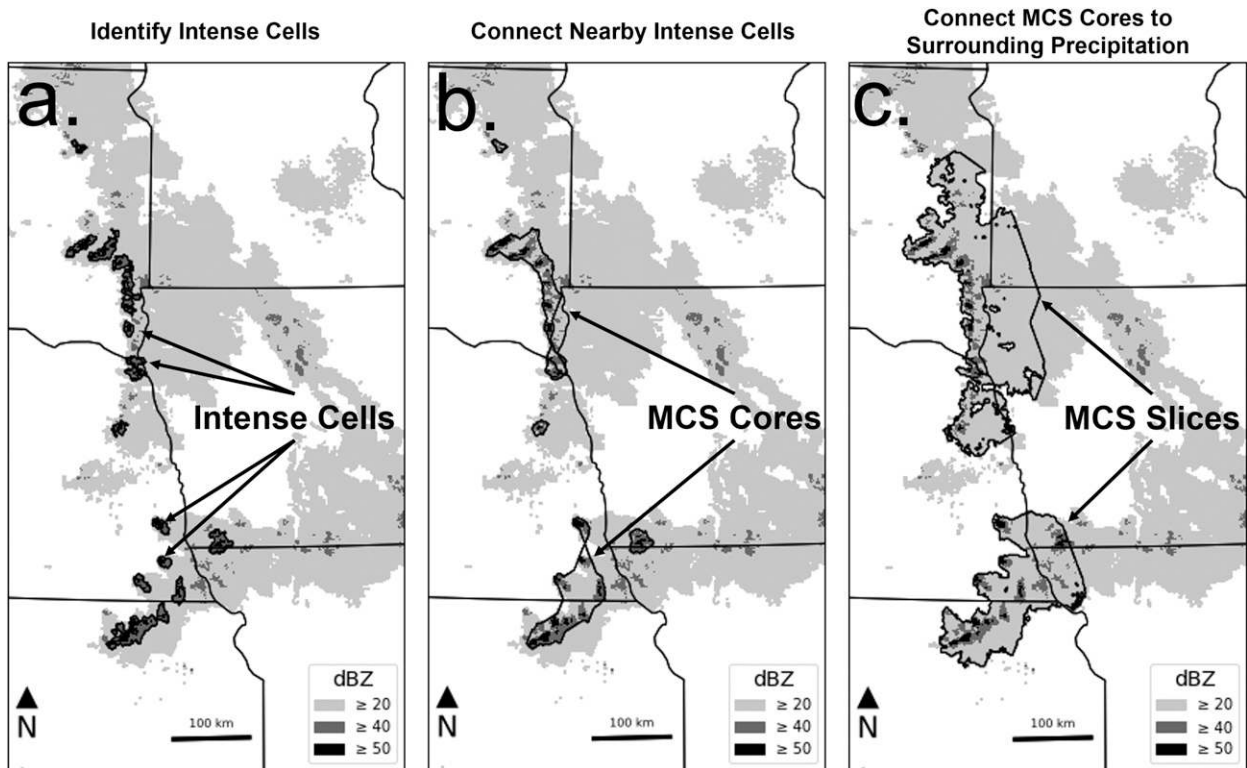 Identify Intense Cells
Connect Nearby Intense Cells
Connect MCS Cores to
Surrounding Precipitation
a.
b.
c.
Intense Cells
MCS Cores
MCS Slices
N
100 km
dBZ
≥ 20
≥ 40
≥ 50
N
100 km
dBZ
≥ 20
≥ 40
≥ 50
N
100 km
dBZ
≥ 20
≥ 40
≥ 50